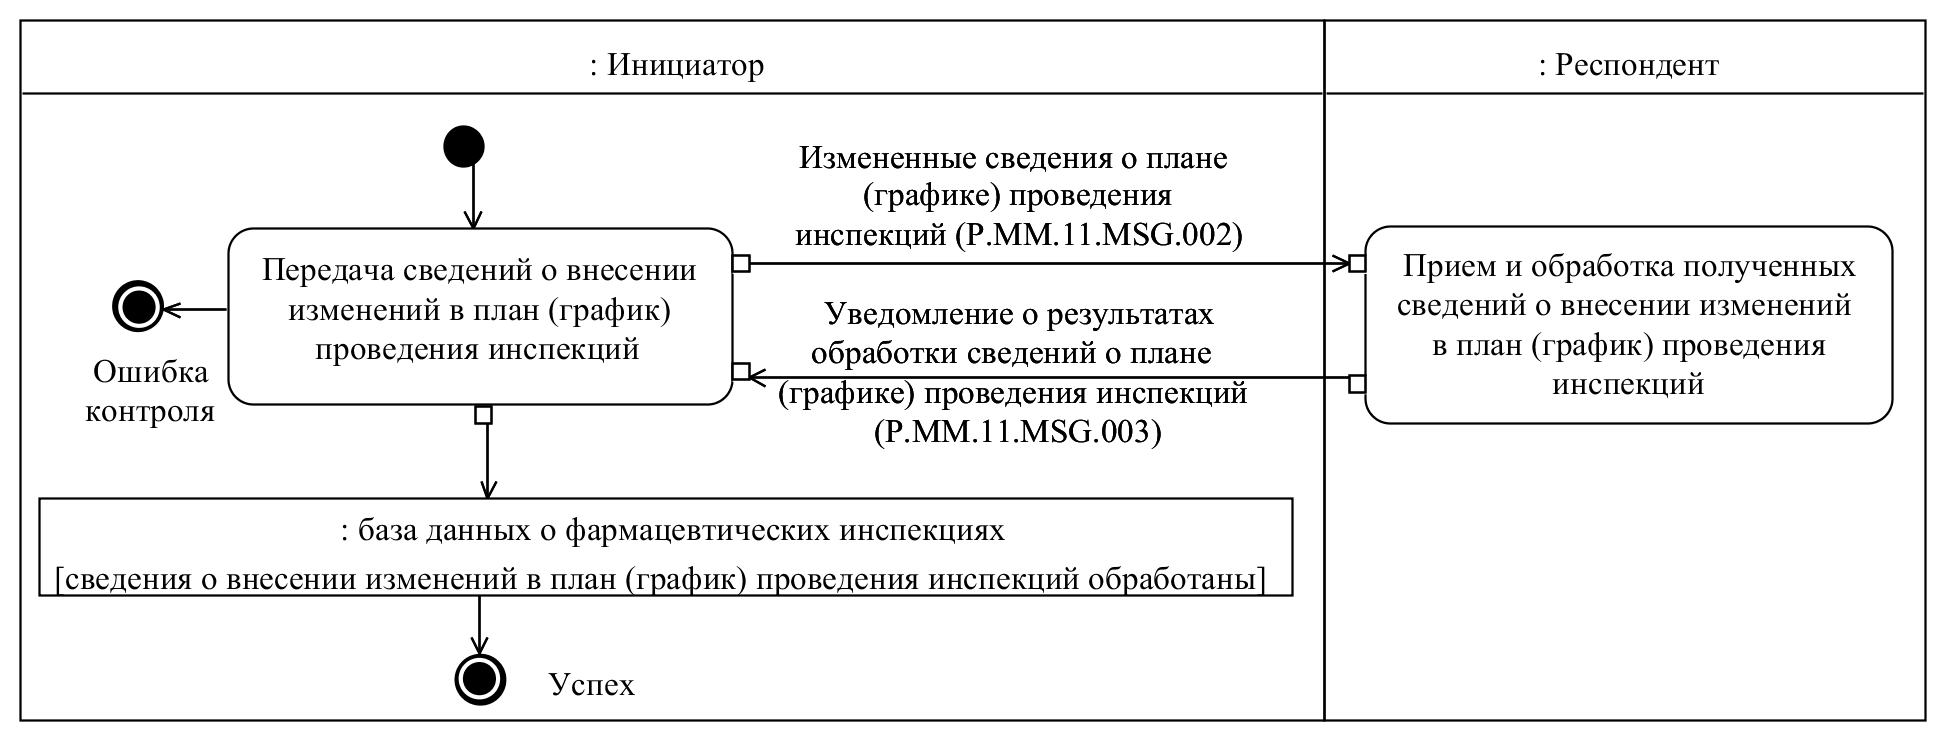 : Инициатор
: Респондент
Измененные сведения о плане
(графике) проведения
инспекций (P.MM.11.MSG.002)
Передача сведений о внесении
изменений в план (график)
проведения инспекций
Прием и обработка полученных
сведений о внесении изменений
в план (график) проведения
инспекций
Уведомление о результатах
обработки сведений о плане
(графике) проведения инспекций
(P.MM.11.MSG.003)
Ошибка
контроля
: база данных о фармацевтических инспекциях
[сведения о внесении изменений в план (график) проведения инспекций обработаны]
Успех